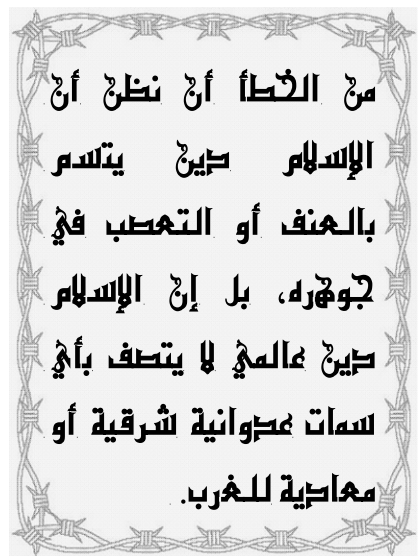 من الخطأ أن نظن أن
الإسلام دين يتسم
بالعنف أو التعصب في
جوهره، بل إن الإسلام
دين عالمي لا يتصف بأي
سمات عدوانية شرقية أو
معادية للغرب.